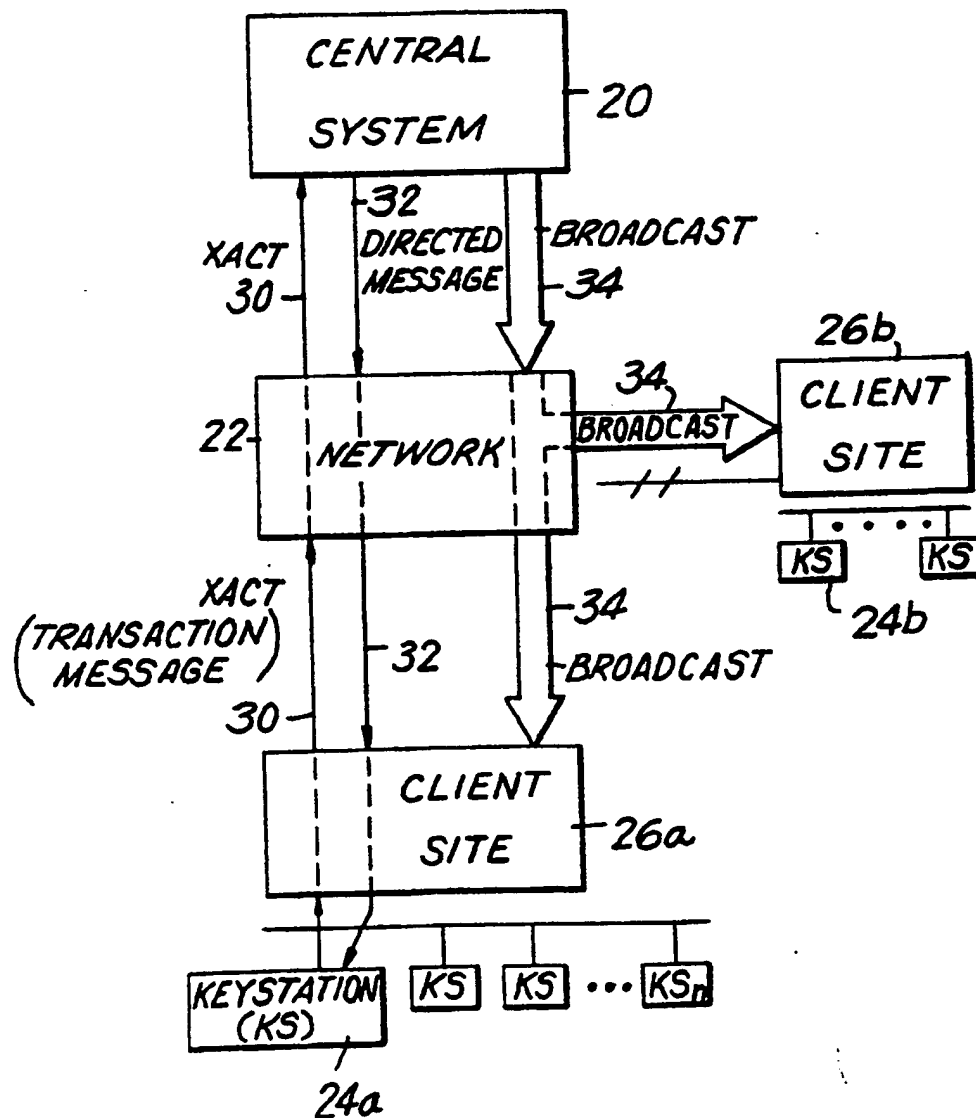 CENTRAL
SYSTEM
20
32
XACT
30
DIRECTED
MESSAGE
BROADCAST
34
26b
22
NETWORK
34
BROADCAST
CLIENT
SITE
KS
KS
24b
XACT
(TRANSACTION
MESSAGE)
30
32
34
BROADCAST
CLIENT
SITE
26a
KEYSTATION
(KS)
KS
KS
KSn
24a